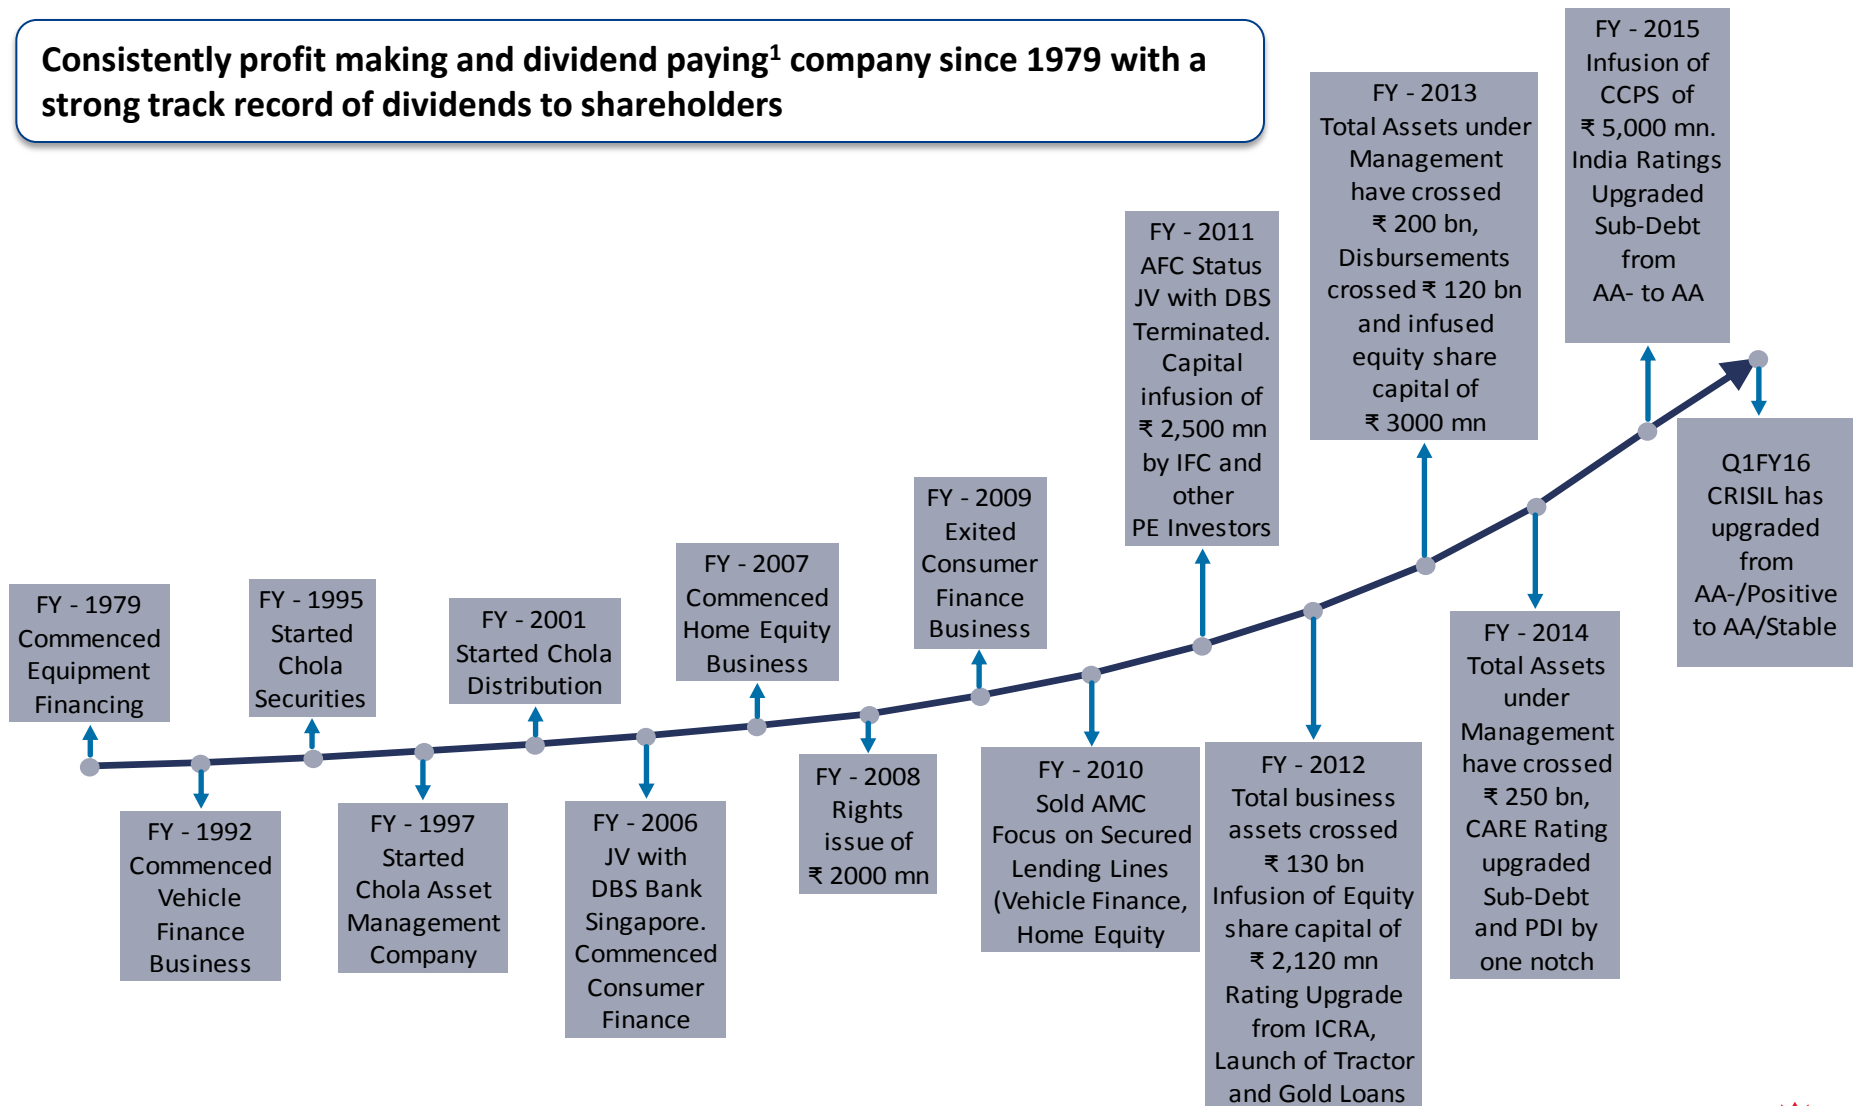 Consistently profit making and dividend paying¹ company since 1979 with a
strong track record of dividends to shareholders
FY - 1979
Commenced
Equipment
Financing
FY - 1992
Commenced
Vehicle
Finance
Business
FY - 1995
Started
Chola
Securities
FY - 1997
Started
Chola Asset
Management
Company
FY - 2001
Started Chola
Distribution
FY - 2006
JV with
DBS Bank
Singapore.
Commenced
Consumer
Finance
FY - 2007
Commenced
Home Equity
Business
FY - 2008
Rights
issue of
₹ 2000 mn
FY - 2009
Exited
Consumer
Finance
Business
FY - 2010
Sold AMC
Focus on Secured
Lending Lines
(Vehicle Finance,
Home Equity
FY - 2011
AFC Status
JV with DBS
Terminated.
Capital
infusion of
₹ 2,500 mn
by IFC and
other
PE Investors
FY - 2012
Total business
assets crossed
₹ 130 bn
Infusion of Equity
share capital of
₹ 2,120 mn
Rating Upgrade
from ICRA,
Launch of Tractor
and Gold Loans
FY - 2013
Total Assets under
Management
have crossed
₹ 200 bn,
Disbursements
crossed ₹ 120 bn
and infused
equity share
capital of
₹ 3000 mn
FY - 2014
Total Assets
under
Management
have crossed
₹ 250 bn,
CARE Rating
upgraded
Sub-Debt
and PDI by
one notch
FY - 2015
Infusion of
CCPS of
₹ 5,000 mn.
India Ratings
Upgraded
Sub-Debt
from
AA- to AA
Q1FY16
CRISIL has
upgraded
from
AA-/Positive
to AA/Stable